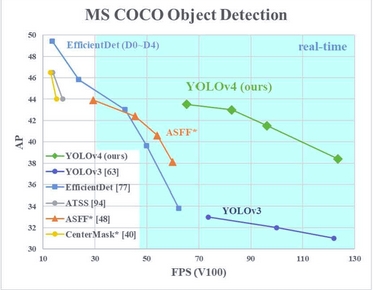 MS COCO Object Detection
50
48
46
44
42
40
38
36
34
32
30
AP
EfficientDet (D0~D4)
real-time
YOLOv4 (ours)
ASFF*
YOLOv3
YOLOv4 (ours)
YOLOv3 [63]
EfficientDet [77]
ATSS [94]
ASFF* [48]
CenterMask* [40]
10 30 50 70 90 110 130
FPS (V100)